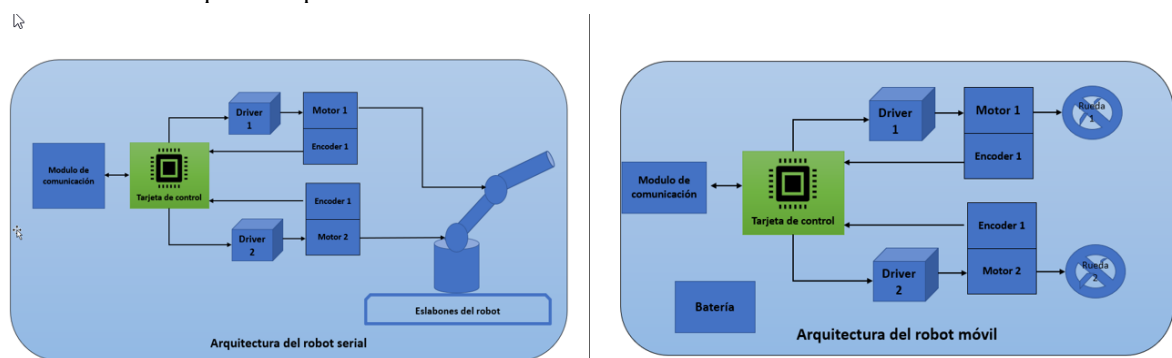 Driver
1
Motor 1
Encoder 1
Modulo de
comunicación
Tarjeta de control
Encoder 1
Motor 2
Driver
2
Eslabones del robot
Arquitectura del robot serial
Driver
1
Motor 1
Rueda
1
Encoder 1
Modulo de
comunicación
Tarjeta de control
Encoder 1
Motor 2
Driver
2
Rueda
2
Batería
Arquitectura del robot móvil